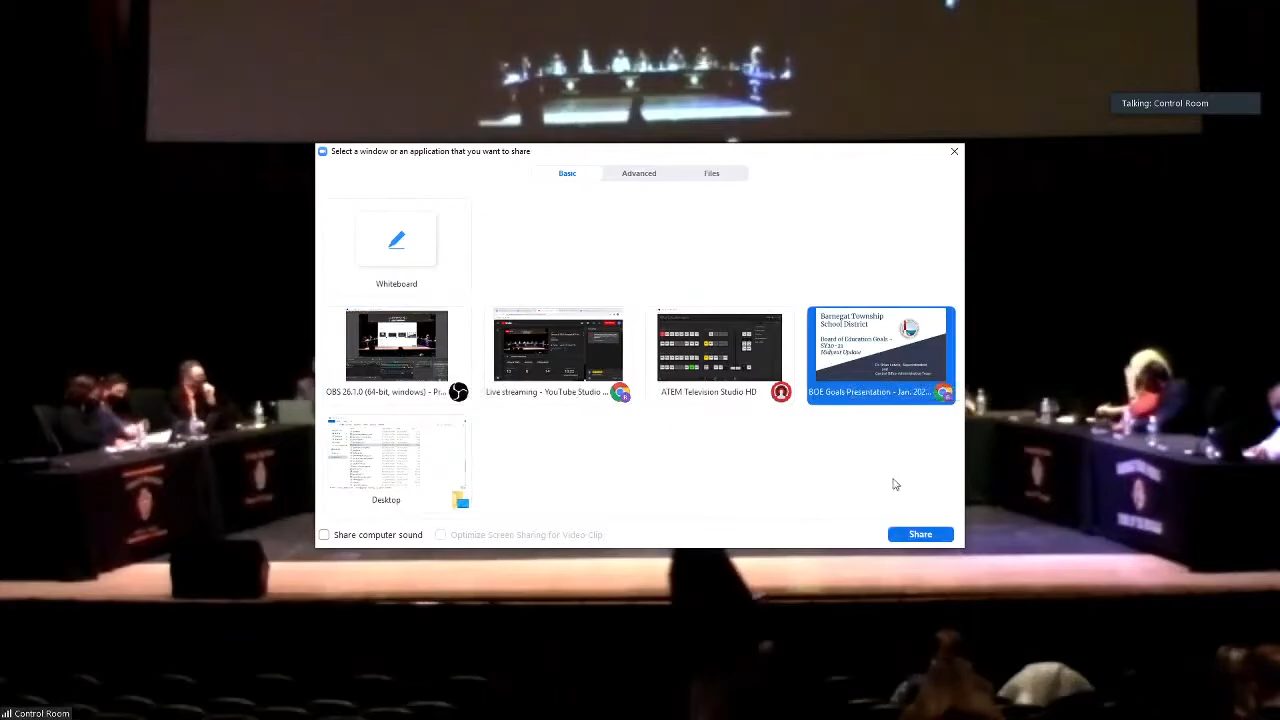 Talking: Control Room
Select a window or an application that you want to share
Basic
Advanced
Files
Whiteboard
Barnegat Township
School District
Board of Education Goals -
SY20-21
Midyear Update
OBS 26.1.0 (64-bit, windows) - Pr...
Live streaming - YouTube Studio ...
ATEM Television Studio HD
BOE Goals Presentation - Jan. 202...
Desktop
Share computer sound
Optimize Screen Sharing for Video Clip
Share
Control Room